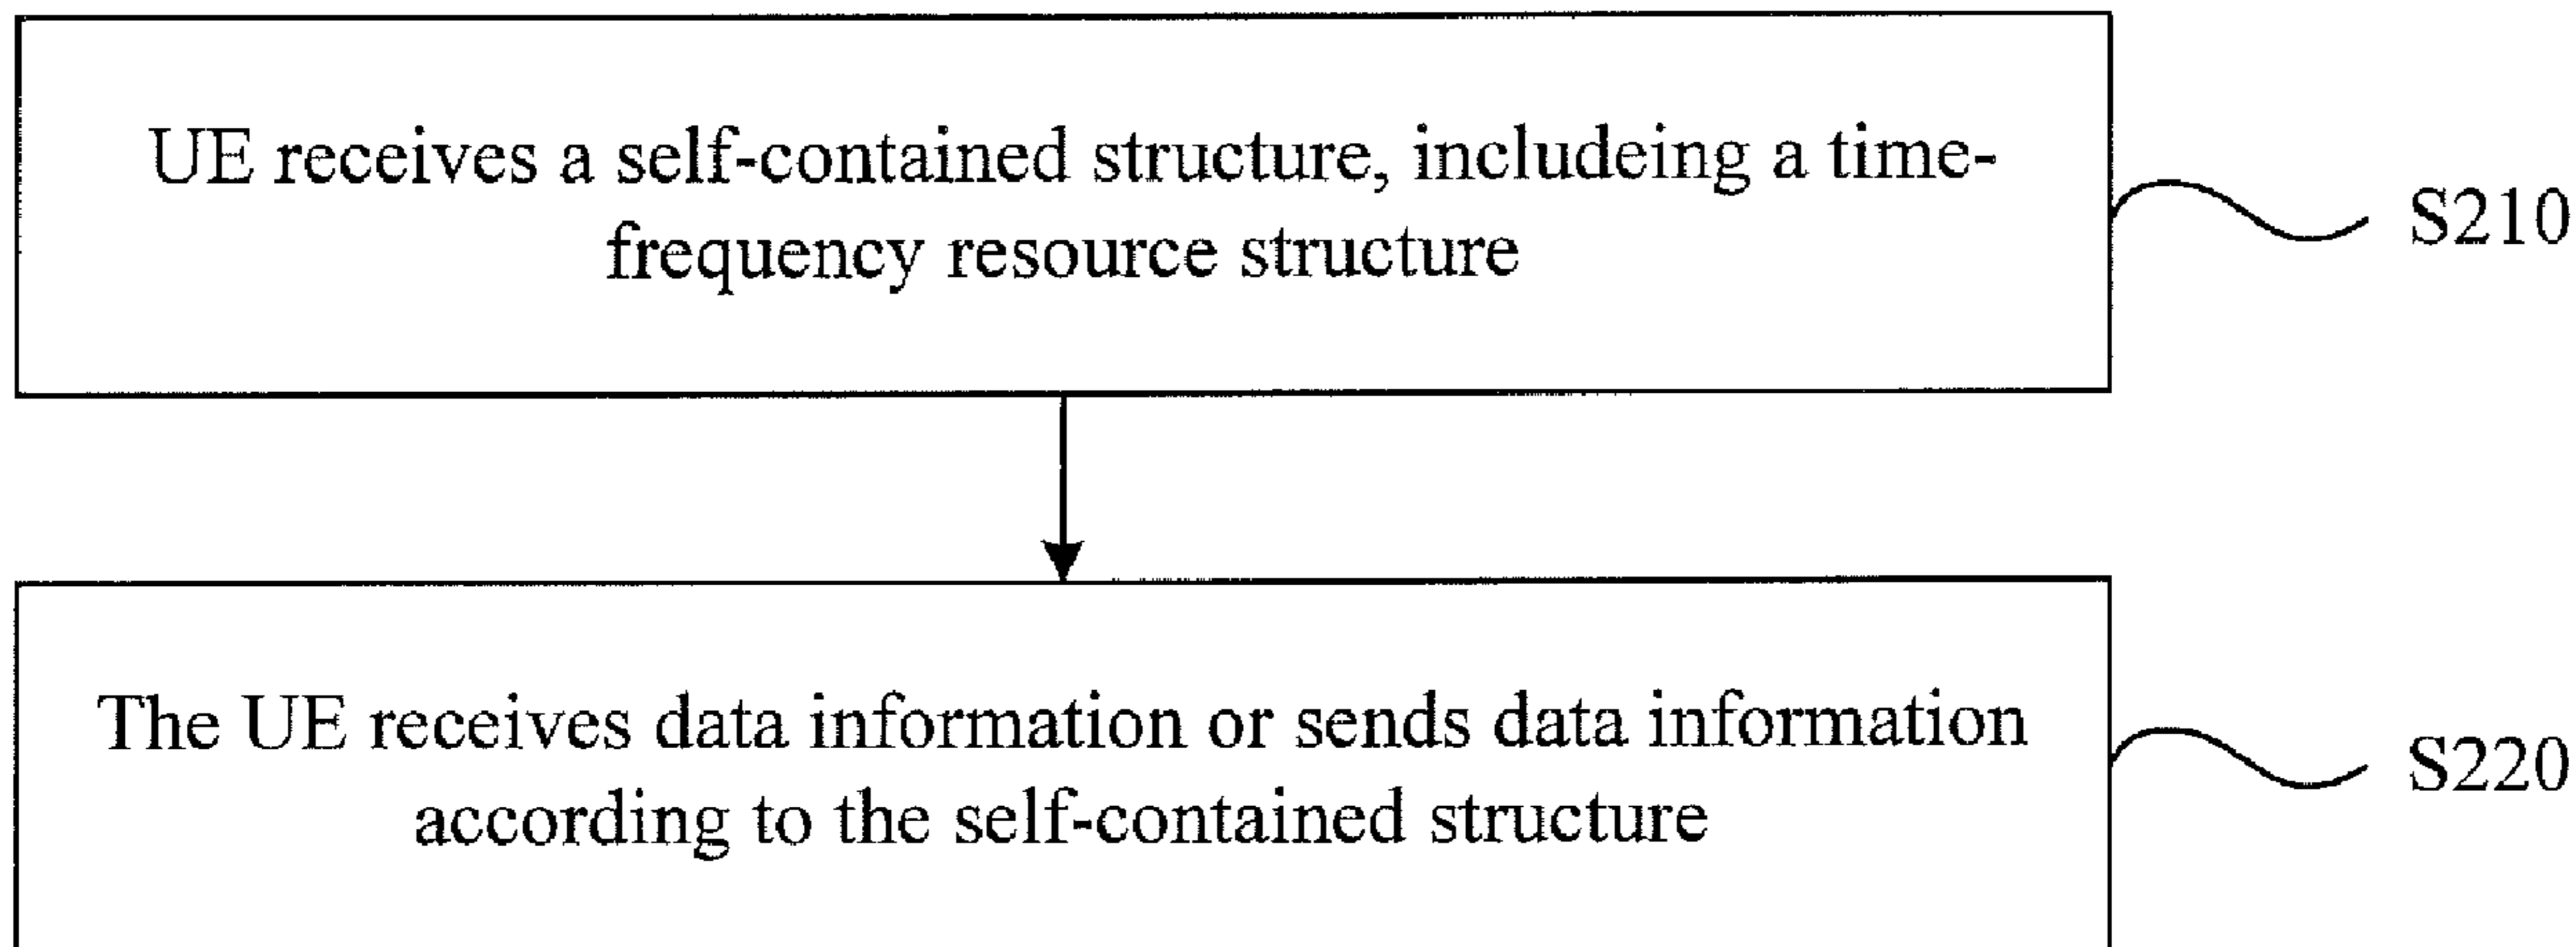 UE receives a self-contained structure, includeing a time-
frequency resource structure
S210
The UE receives data information or sends data information
according to the self-contained structure
S220